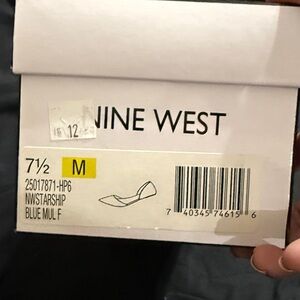 12
NINE WEST
7½ M
25017871-HP6
NWSTARSHIP
BLUE MUL F
7 40345 74615 6